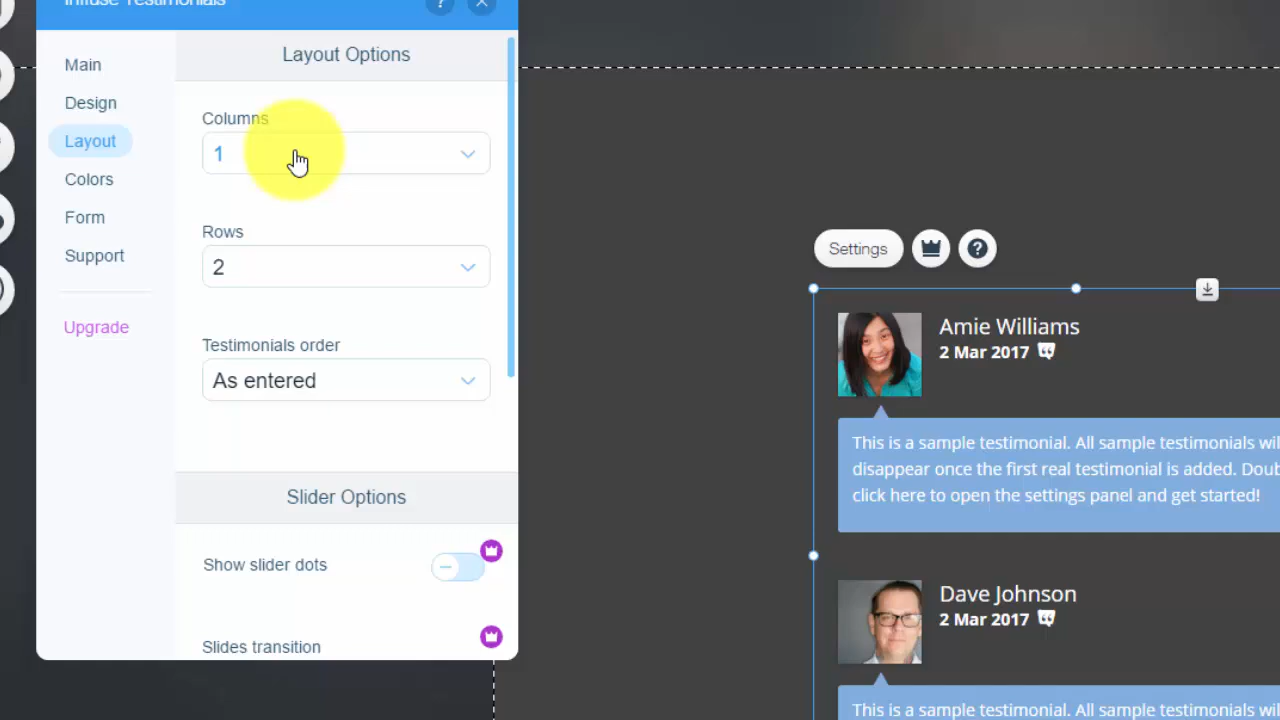 Infuse Testimonials
?
Main
Design
Layout
Colors
Form
Support
Upgrade
Layout Options
Columns
1
Rows
2
Testimonials order
As entered
Slider Options
Show slider dots
Slides transition
Settings
?
Amie Williams
2 Mar 2017
This is a sample testimonial. All sample testimonials wil
disappear once the first real testimonial is added. Doub
click here to open the settings panel and get started!
Dave Johnson
2 Mar 2017
This is a sample testimonial. All sample testimonials wil